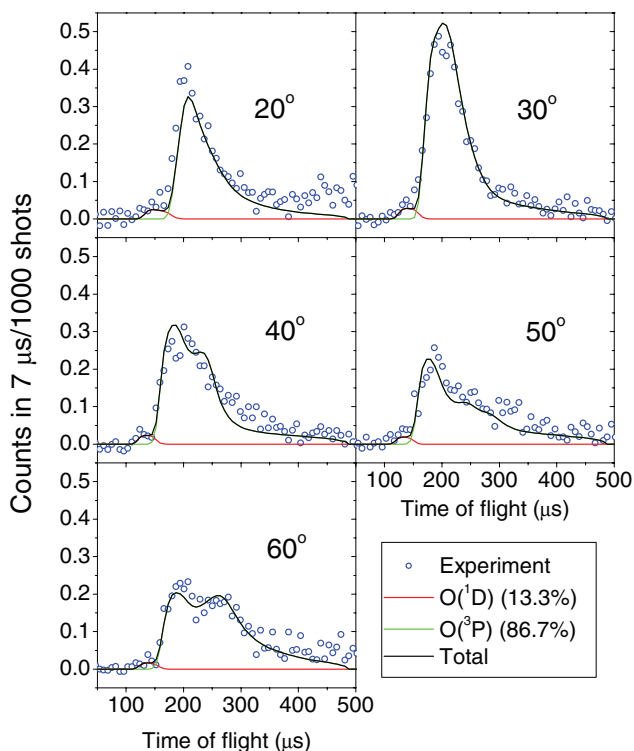 Counts in 7 μs/1000 shots
0.5
0.4
0.3
0.2
0.1
0.0
20°
30°
0.5
0.4
0.3
0.2
0.1
0.0
40°
50°
100 200 300 400 500
Time of flight (μs)
0.5
0.4
0.3
0.2
0.1
0.0
60°
100 200 300 400 500
Time of flight (μs)
Experiment
O(¹D) (13.3%)
O(³P) (86.7%)
Total